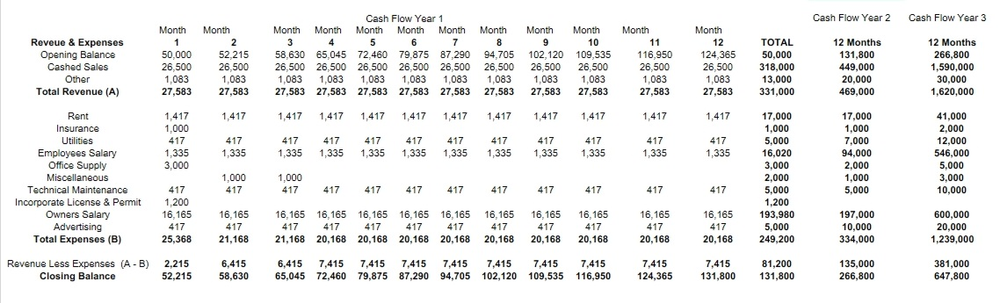 Cash Flow Year 1 Cash Flow Year 2 Cash Flow Year 3
Month Month Month Month Month Month Month Month Month Month Month Month
Reveue & Expenses 1 2 3 4 5 6 7 8 9 10 11 12 TOTAL 12 Months 12 Months
Opening Balance 50,000 52,215 58,630 65,045 72,460 79,875 87,290 94,705 102,120 109,535 116,950 124,365 50,000 131,800 266,800
Cashed Sales 26,500 26,500 26,500 26,500 26,500 26,500 26,500 26,500 26,500 26,500 26,500 26,500 318,000 449,000 1,590,000
Other 1,083 1,083 1,083 1,083 1,083 1,083 1,083 1,083 1,083 1,083 1,083 1,083 13,000 20,000 30,000
Total Revenue (A) 27,583 27,583 27,583 27,583 27,583 27,583 27,583 27,583 27,583 27,583 27,583 27,583 331,000 469,000 1,620,000
Rent 1,417 1,417 1,417 1,417 1,417 1,417 1,417 1,417 1,417 1,417 1,417 1,417 17,000 17,000 41,000
Insurance 1,000 1,000 1,000 2,000
Utilities 417 417 417 417 417 417 417 417 417 417 417 417 5,000 7,000 12,000
Employees Salary 1,335 1,335 1,335 1,335 1,335 1,335 1,335 1,335 1,335 1,335 1,335 1,335 16,020 94,000 546,000
Office Supply 3,000 3,000 2,000 5,000
Miscellaneous 1,000 1,000 2,000 1,000 3,000
Technical Maintenance 417 417 417 417 417 417 417 417 417 417 417 417 5,000 5,000 10,000
Incorporate License & Permit 1,200 1,200
Owners Salary 16,165 16,165 16,165 16,165 16,165 16,165 16,165 16,165 16,165 16,165 16,165 16,165 193,980 197,000 600,000
Advertising 417 417 417 417 417 417 417 417 417 417 417 417 5,000 10,000 20,000
Total Expenses (B) 25,368 21,168 21,168 20,168 20,168 20,168 20,168 20,168 20,168 20,168 20,168 20,168 249,200 334,000 1,239,000
Revenue Less Expenses (A - B) 2,215 6,415 6,415 7,415 7,415 7,415 7,415 7,415 7,415 7,415 7,415 7,415 81,200 135,000 381,000
Closing Balance 52,215 58,630 65,045 72,460 79,875 87,290 94,705 102,120 109,535 116,950 124,365 131,800 131,800 266,800 647,800